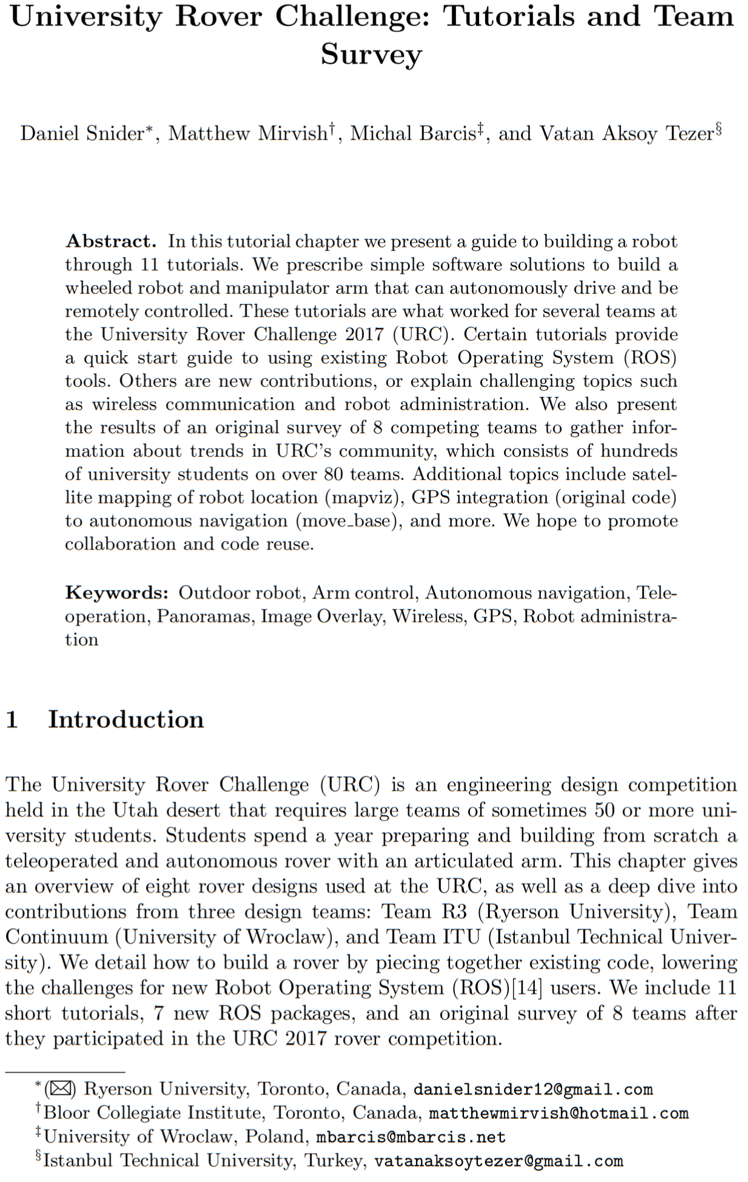 University Rover Challenge: Tutorials and Team
Survey
Daniel Snider*, Matthew Mirvish†, Michal Barcis‡, and Vatan Aksoy Tezer§
Abstract. In this tutorial chapter we present a guide to building a robot
through 11 tutorials. We prescribe simple software solutions to build a
wheeled robot and manipulator arm that can autonomously drive and be
remotely controlled. These tutorials are what worked for several teams at
the University Rover Challenge 2017 (URC). Certain tutorials provide
a quick start guide to using existing Robot Operating System (ROS)
tools. Others are new contributions, or explain challenging topics such
as wireless communication and robot administration. We also present
the results of an original survey of 8 competing teams to gather infor-
mation about trends in URC's community, which consists of hundreds
of university students on over 80 teams. Additional topics include satel-
lite mapping of robot location (mapviz), GPS integration (original code)
to autonomous navigation (move_base), and more. We hope to promote
collaboration and code reuse.
Keywords: Outdoor robot, Arm control, Autonomous navigation, Tele-
operation, Panoramas, Image Overlay, Wireless, GPS, Robot administra-
tion
1 Introduction
The University Rover Challenge (URC) is an engineering design competition
held in the Utah desert that requires large teams of sometimes 50 or more uni-
versity students. Students spend a year preparing and building from scratch a
teleoperated and autonomous rover with an articulated arm. This chapter gives
an overview of eight rover designs used at the URC, as well as a deep dive into
contributions from three design teams: Team R3 (Ryerson University), Team
Continuum (University of Wroclaw), and Team ITU (Istanbul Technical Univer-
sity). We detail how to build a rover by piecing together existing code, lowering
the challenges for new Robot Operating System (ROS)[14] users. We include 11
short tutorials, 7 new ROS packages, and an original survey of 8 teams after
they participated in the URC 2017 rover competition.
*(✉) Ryerson University, Toronto, Canada, danielsnider12@gmail.com
†Bloor Collegiate Institute, Toronto, Canada, matthewmirvish@hotmail.com
‡University of Wroclaw, Poland, mbarcis@mbarcis.net
§Istanbul Technical University, Turkey, vatanaksoytezer@gmail.com